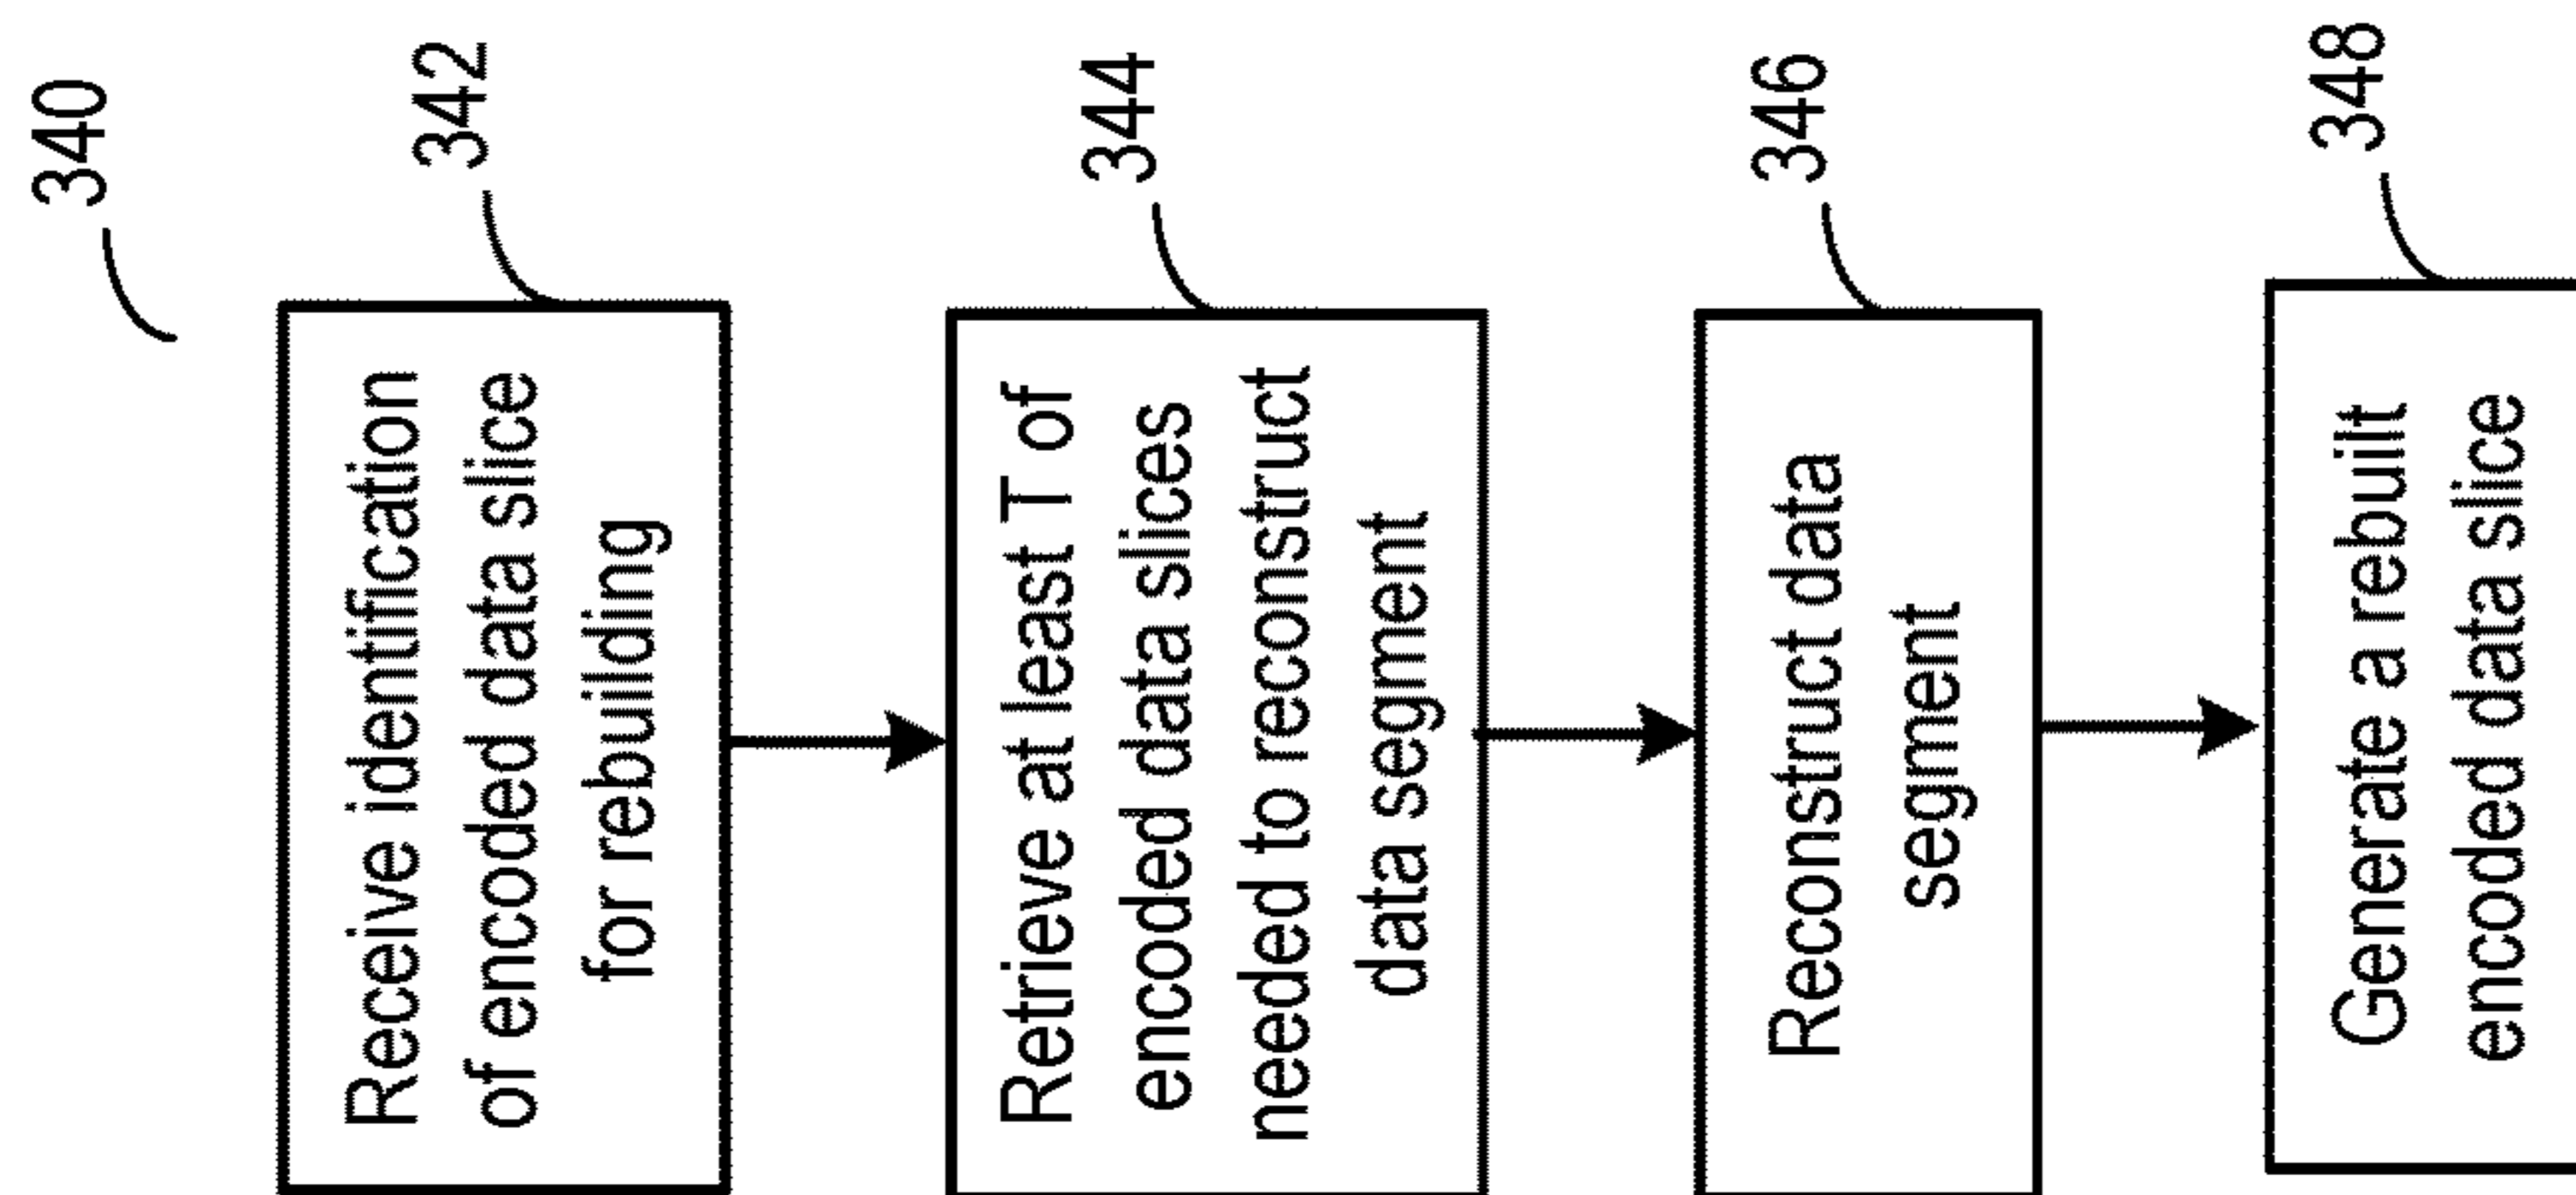 340
342
Receive identification
of encoded data slice
for rebuilding
344
Retrieve at least T of
encoded data slices
needed to reconstruct
data segment
346
Reconstruct data
segment
348
Generate a rebuilt
encoded data slice